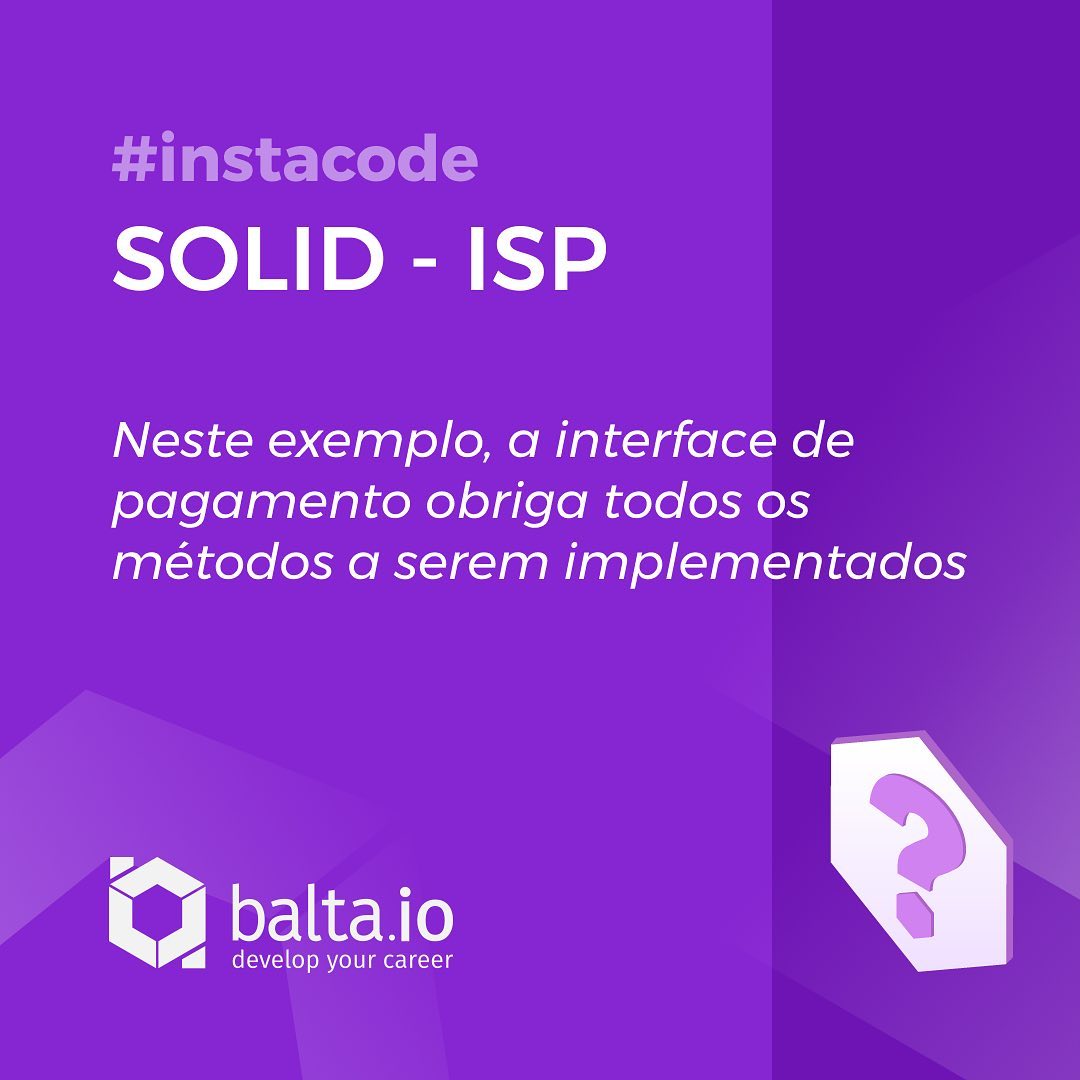 #instacode
SOLID - ISP
Neste exemplo, a interface de
pagamento obriga todos os
métodos a serem implementados
?
balta.io
develop your career